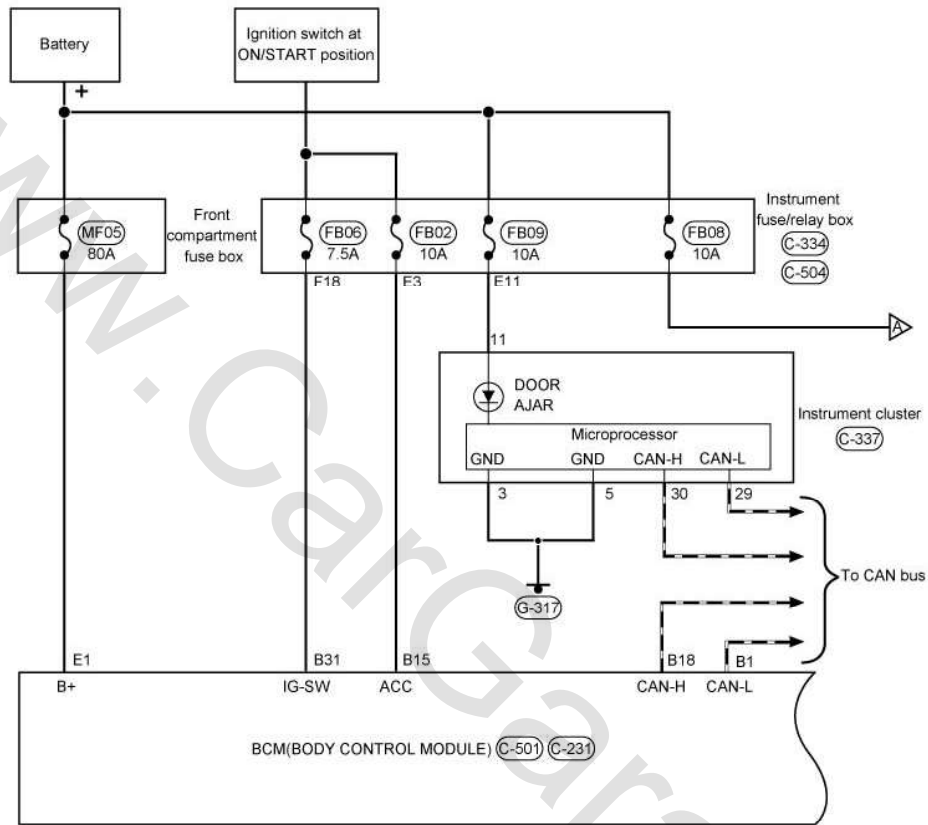 Battery
+
Ignition switch at
ON/START position
MF05
80A
Front
compartment
fuse box
FB06
7.5A
FB02
10A
FB09
10A
FB08
10A
Instrument
fuse/relay box
C-334
C-504
F18
E3
E11
A
11
DOOR
AJAR
Instrument cluster
C-337
Microprocessor
GND
GND
CAN-H
CAN-L
3
5
30
29
To CAN bus
G-317
E1
B31
B15
B18
B1
B+
IG-SW
ACC
CAN-H
CAN-L
BCM(BODY CONTROL MODULE) C-501 C-231